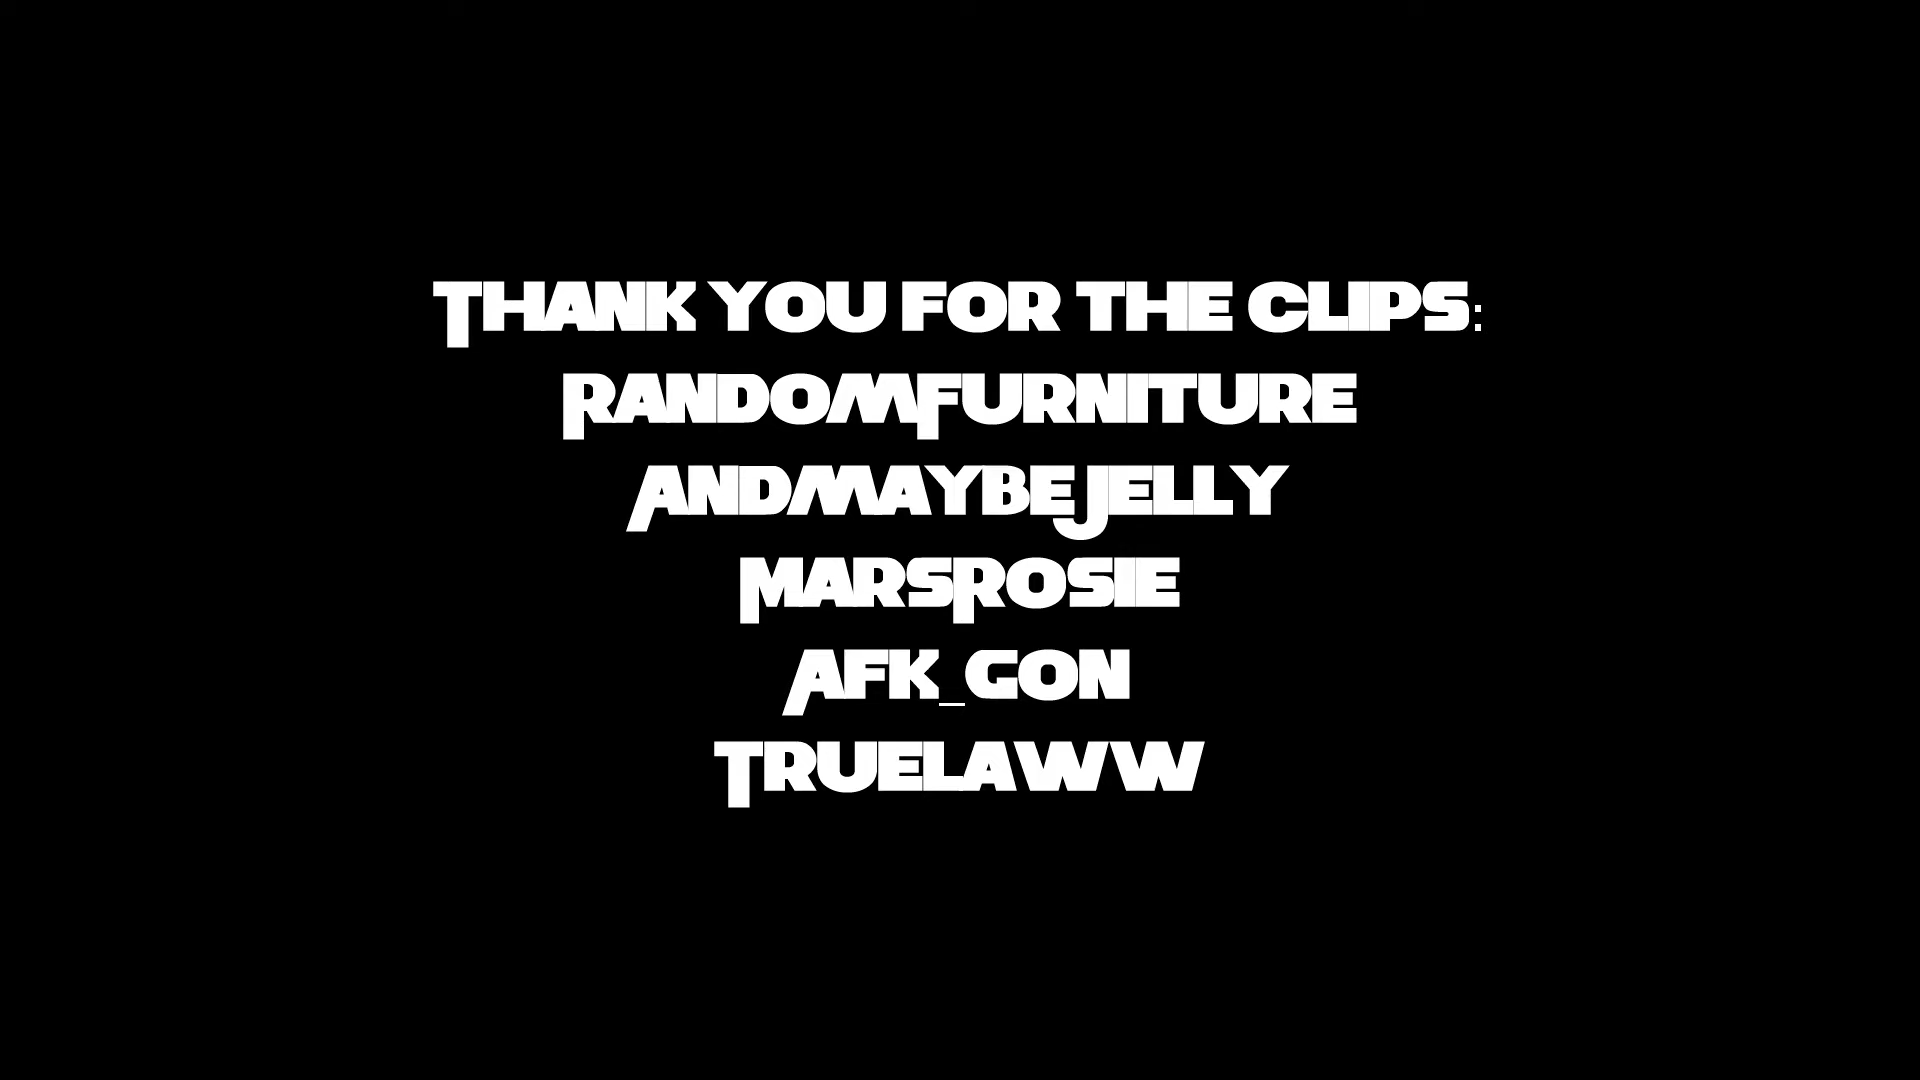 Thank you for the clips:
RandomFurniture
AndmaybeJelly
MarsRosie
Afk_gon
Truelaww